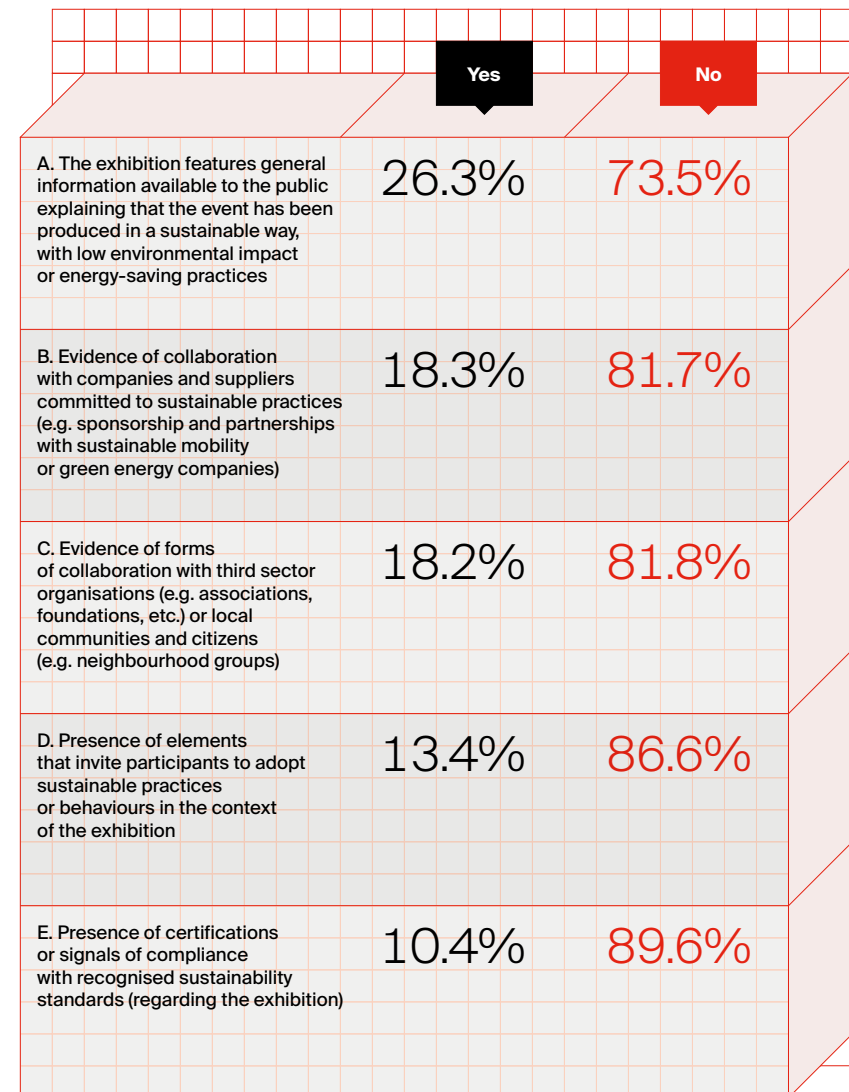 Yes
No
A. The exhibition features general
information available to the public
explaining that the event has been
produced in a sustainable way,
with low environmental impact
or energy-saving practices
26.3%
73.5%
B. Evidence of collaboration
with companies and suppliers
committed to sustainable practices
(e.g. sponsorship and partnerships
with sustainable mobility
or green energy companies)
18.3%
81.7%
C. Evidence of forms
of collaboration with third sector
organisations (e.g. associations,
foundations, etc.) or local
communities and citizens
(e.g. neighbourhood groups)
18.2%
81.8%
D. Presence of elements
that invite participants to adopt
sustainable practices
or behaviours in the context
of the exhibition
13.4%
86.6%
E. Presence of certifications
or signals of compliance
with recognised sustainability
standards (regarding the exhibition)
10.4%
89.6%